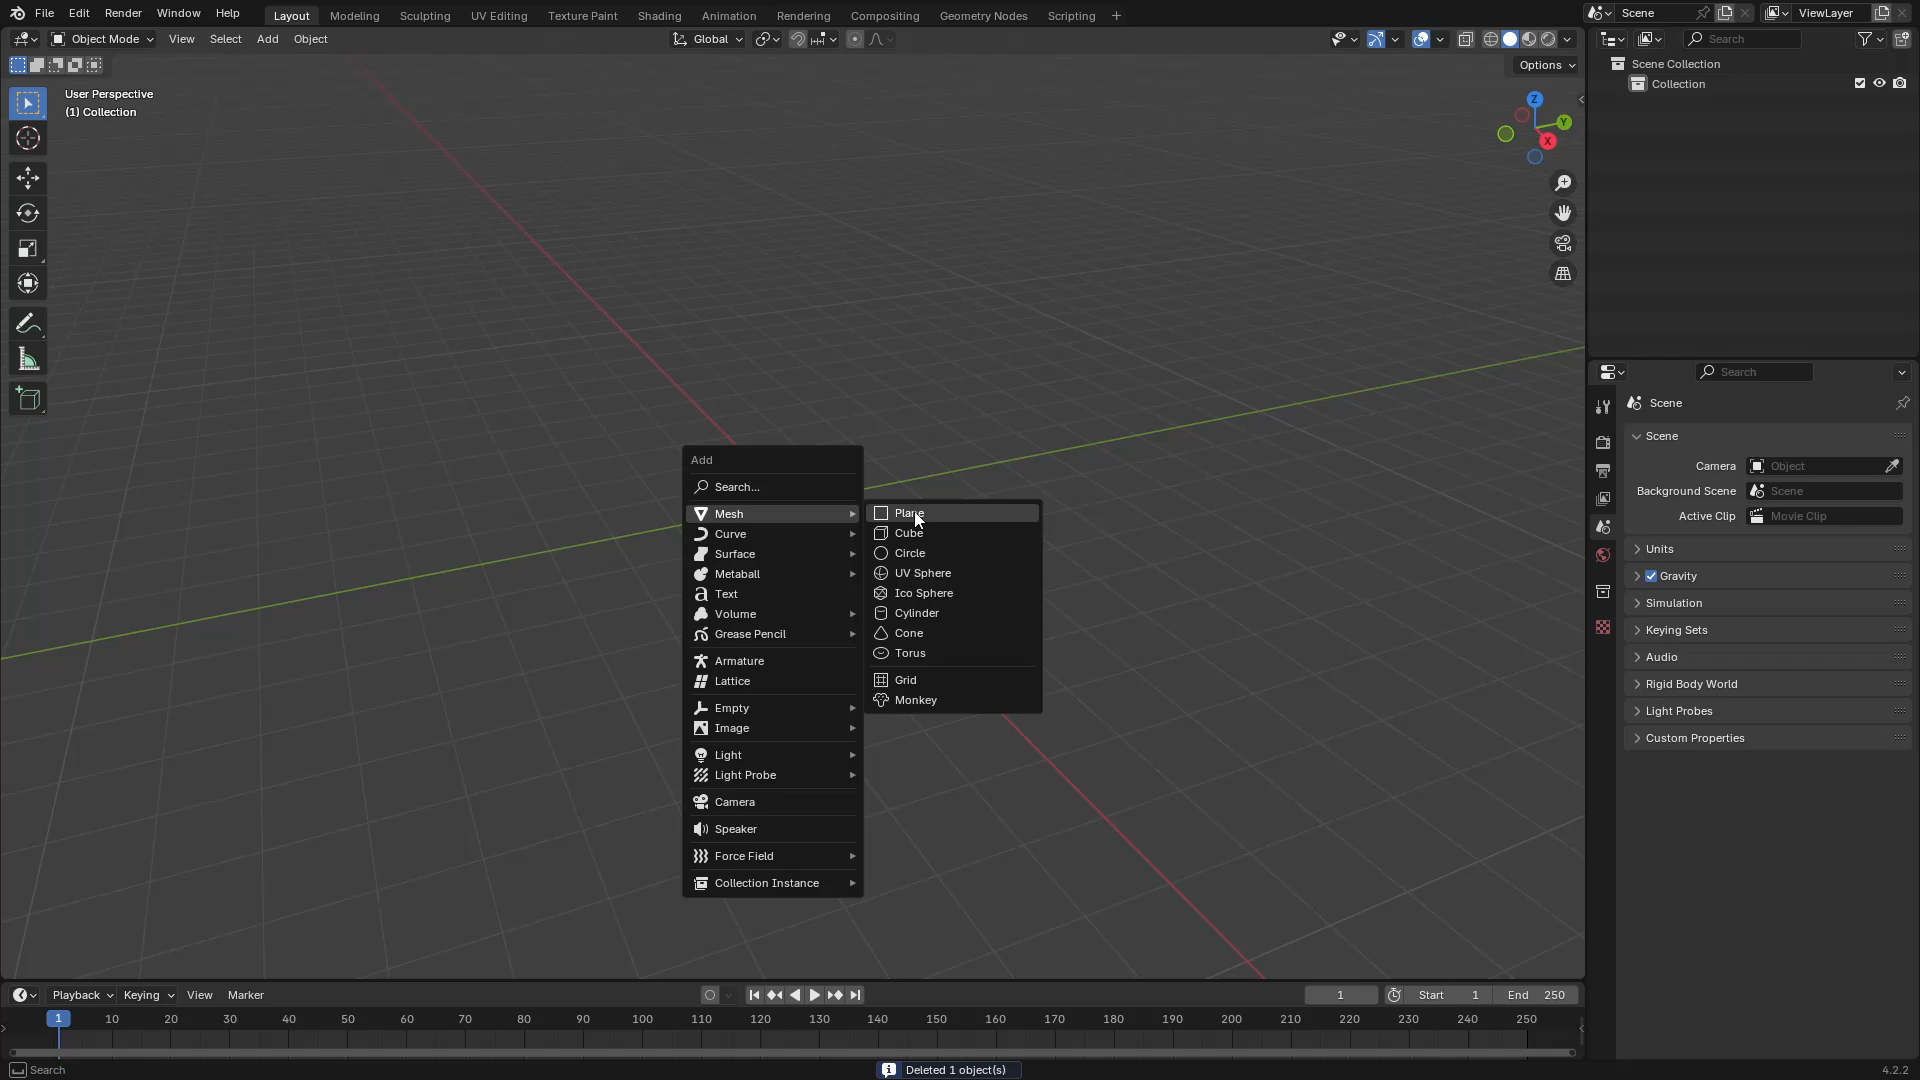 File Edit Render Window Help Layout Modeling Sculpting UV Editing Texture Paint Shading Animation Rendering Compositing Geometry Nodes Scripting + Scene ViewLayer
Object Mode View Select Add Object Global Search
Options
User Perspective
(1) Collection
Z
Y
X
Scene Collection
Collection
Search
Scene
Scene
Camera Object
Background Scene Scene
Active Clip Movie Clip
Units
Gravity
Simulation
Keying Sets
Audio
Rigid Body World
Light Probes
Custom Properties
Add
Search...
Mesh
Curve
Surface
Metaball
Text
Volume
Grease Pencil
Armature
Lattice
Empty
Image
Light
Light Probe
Camera
Speaker
Force Field
Collection Instance
Plane
Cube
Circle
UV Sphere
Ico Sphere
Cylinder
Cone
Torus
Grid
Monkey
Playback Keying View Marker 1 Start 1 End 250
1 10 20 30 40 50 60 70 80 90 100 110 120 130 140 150 160 170 180 190 200 210 220 230 240 250
Search Deleted 1 object(s) 4.2.2